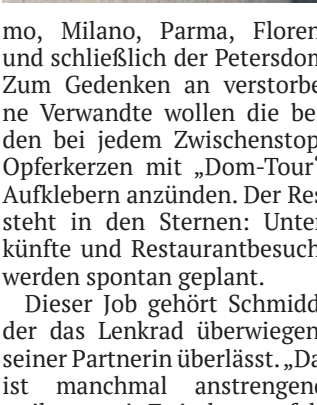 mo, Milano, Parma, Floren
und schließlich der Petersdom
Zum Gedenken an verstorbe
ne Verwandte wollen die bei
den bei jedem Zwischenstop
Opferkerzen mit „Dom-Tour“
Aufklebern anzünden. Der Res
steht in den Sternen: Unter
künfte und Restaurantbesuch
werden spontan geplant.
Dieser Job gehört Schmidd
der das Lenkrad überwiegen
seiner Partnerin überlässt. „Da
ist manchmal anstrengend